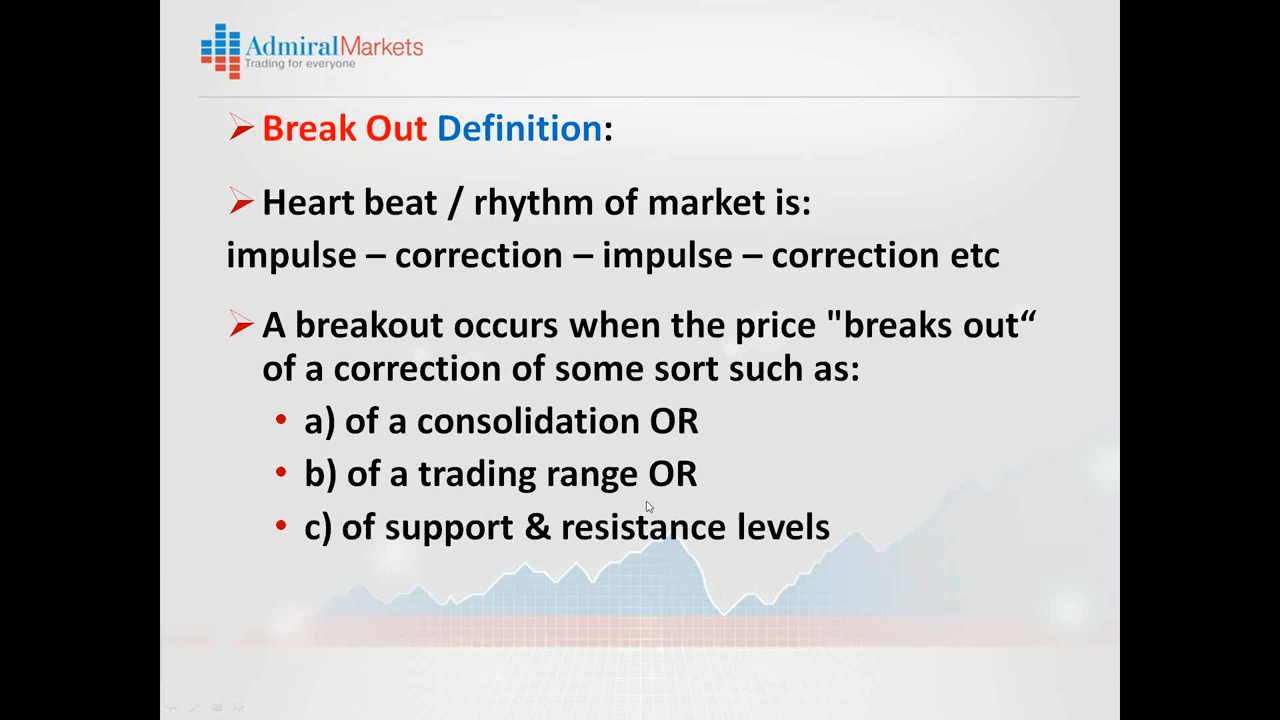 AdmiralMarkets
Trading for everyone
Break Out Definition:
Heart beat / rhythm of market is:
impulse – correction – impulse – correction etc
A breakout occurs when the price "breaks out“
of a correction of some sort such as:
• a) of a consolidation OR
• b) of a trading range OR
• c) of support & resistance levels